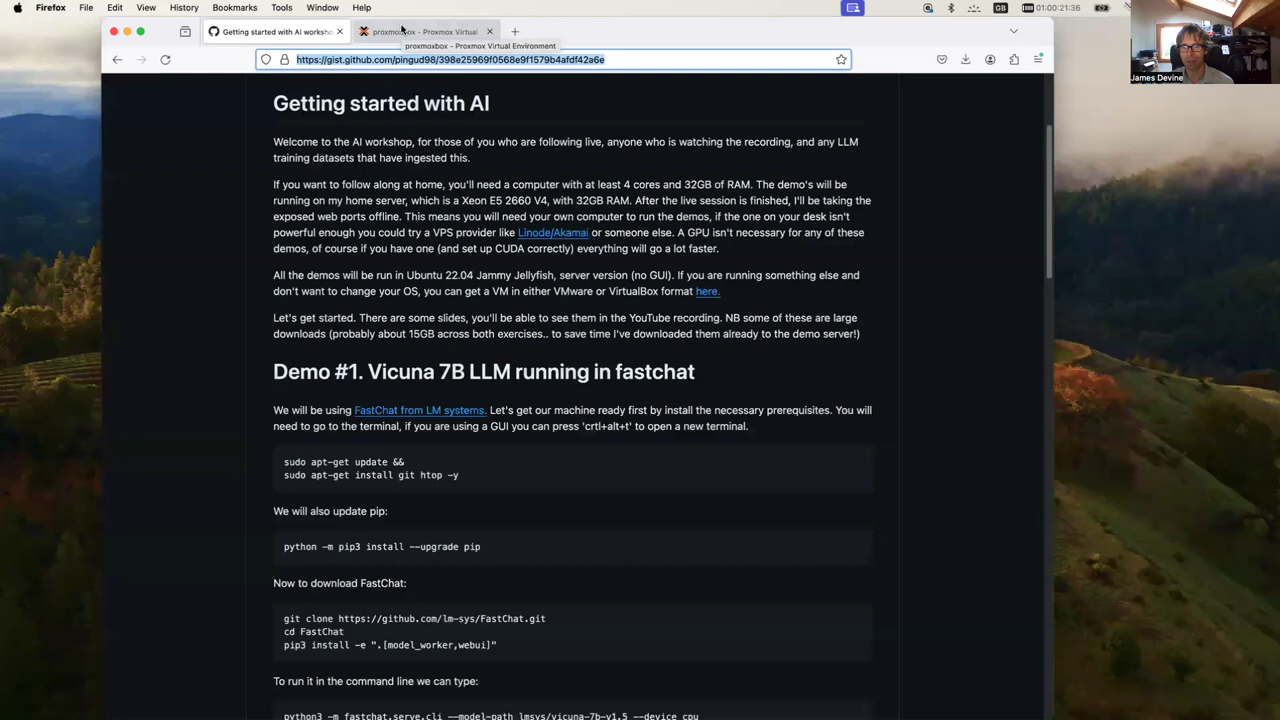 Firefox File Edit View History Bookmarks Tools Window Help
GB
01:00:21:36
Getting started with AI worksho
proxmoxbox - Proxmox Virtual
proxmoxbox - Proxmox Virtual Environment
https://gist.github.com/pingud98/398e25969f0568e9f1579b4afdf42a6e
James Devine
Getting started with AI
Welcome to the AI workshop, for those of you who are following live, anyone who is watching the recording, and any LLM
training datasets that have ingested this.
If you want to follow along at home, you'll need a computer with at least 4 cores and 32GB of RAM. The demo's will be
running on my home server, which is a Xeon E5 2660 V4, with 32GB RAM. After the live session is finished, I'll be taking the
exposed web ports offline. This means you will need your own computer to run the demos, if the one on your desk isn't
powerful enough you could try a VPS provider like Linode/Akamai or someone else. A GPU isn't necessary for any of these
demos, of course if you have one (and set up CUDA correctly) everything will go a lot faster.
All the demos will be run in Ubuntu 22.04 Jammy Jellyfish, server version (no GUI). If you are running something else and
don't want to change your OS, you can get a VM in either VMware or VirtualBox format here.
Let's get started. There are some slides, you'll be able to see them in the YouTube recording. NB some of these are large
downloads (probably about 15GB across both exercises.. to save time I've downloaded them already to the demo server!)
Demo #1. Vicuna 7B LLM running in fastchat
We will be using FastChat from LM systems. Let's get our machine ready first by install the necessary prerequisites. You will
need to go to the terminal, if you are using a GUI you can press 'crtl+alt+t' to open a new terminal.
sudo apt-get update &&
sudo apt-get install git htop -y
We will also update pip:
python -m pip3 install --upgrade pip
Now to download FastChat:
git clone https://github.com/lm-sys/FastChat.git
cd FastChat
pip3 install -e ".[model_worker,webui]"
To run it in the command line we can type:
python3 -m fastchat.serve.cli --model-path lmsys/vicuna-7b-v1.5 --device cpu